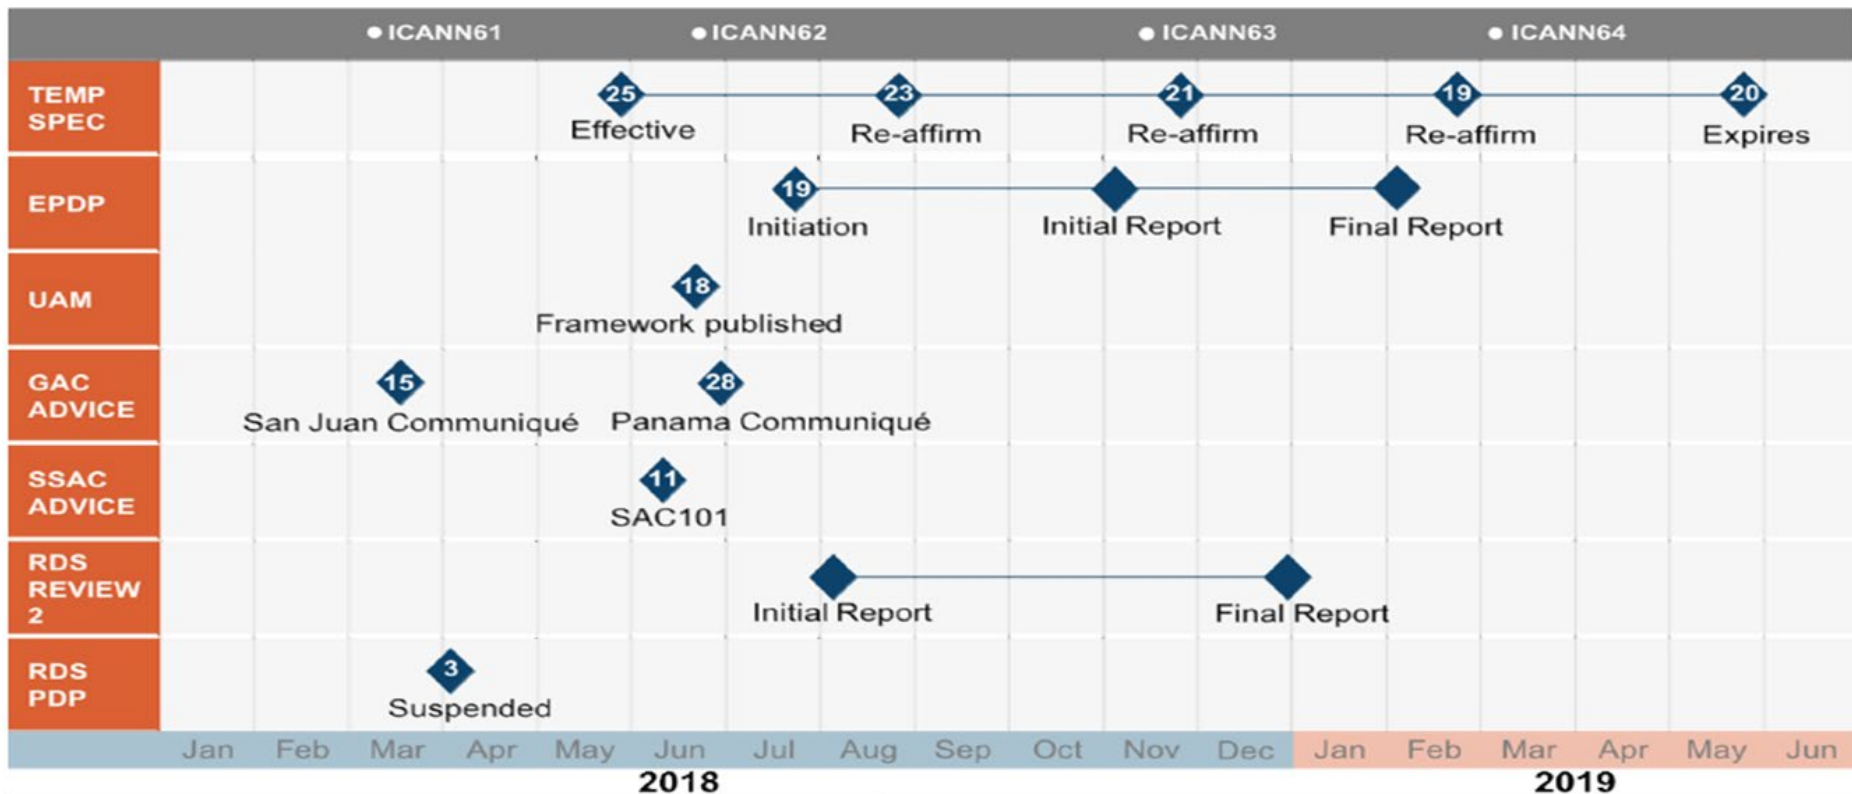 ICANN61 ICANN62 ICANN63 ICANN64
TEMP
SPEC
25 23 21 19 20
Effective Re-affirm Re-affirm Re-affirm Expires
EPDP
19
Initiation Initial Report Final Report
UAM
18
Framework published
GAC
ADVICE
15 28
San Juan Communiqué Panama Communiqué
SSAC
ADVICE
11
SAC101
RDS
REVIEW
2
Initial Report Final Report
RDS
PDP
3
Suspended
Jan Feb Mar Apr May Jun Jul Aug Sep Oct Nov Dec Jan Feb Mar Apr May Jun
2018 2019